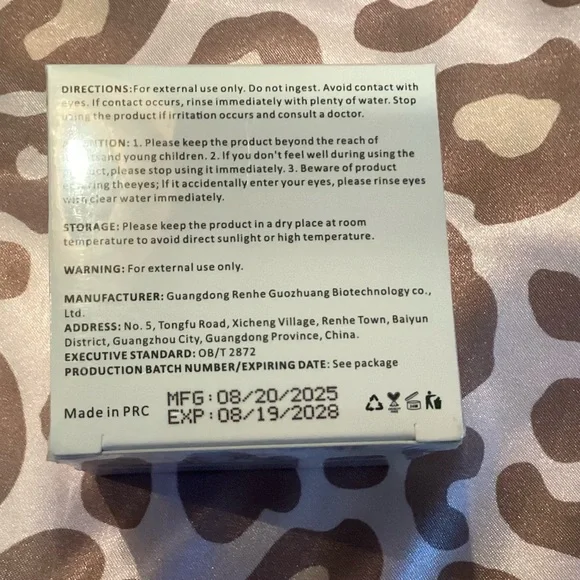 DIRECTIONS:For external use only. Do not ingest. Avoid contact with
eyes. If contact occurs, rinse immediately with plenty of water. Stop
using the product if irritation occurs and consult a doctor.
1. Please keep the product beyond the reach of
and young children. 2. If you don't feel well during using the
please stop using it immediately. 3. Beware of product
entering theeyes; If it accidentally enter your eyes, please rinse eyes
with clear water immediately.
STORAGE: Please keep the product in a dry place at room
temperature to avoid direct sunlight or high temperature.
WARNING: For external use only.
MANUFACTURER: Guangdong Renhe Guozhuang Biotechnology co.,
Ltd.
ADDRESS: No. 5, Tongfu Road, Xicheng Village, Renhe Town, Baiyun
District, Guangzhou City, Guangdong Province, China.
EXECUTIVE STANDARD: OB/T 2872
PRODUCTION BATCH NUMBER/EXPIRING DATE: See package
Made in PRC
MFG:08/20/2025
EXP:08/19/2028